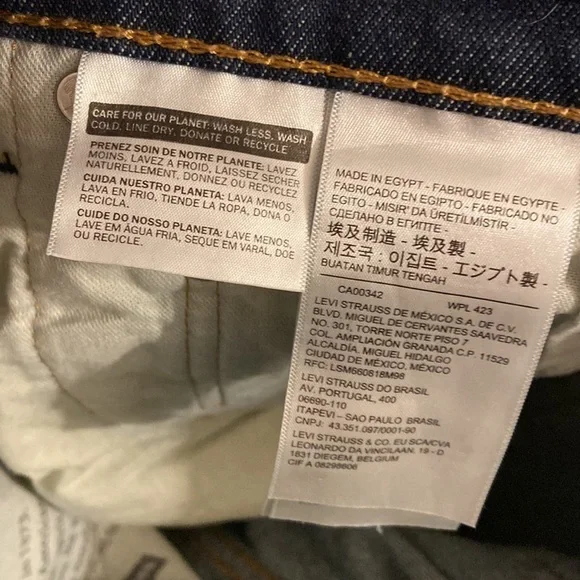 CARE FOR OUR PLANET: WASH LESS, WASH
COLD, LINE DRY, DONATE OR RECYCLE
PRENEZ SOIN DE NOTRE PLANETE: LAVEZ
MOINS, LAVEZ A FROID, LAISSEZ SECHER
NATURELLEMENT, DONNEZ OU RECYCLEZ
CUIDA NUESTRO PLANETA: LAVA MENOS,
LAVA EN FRIO, TIENDE LA ROPA, DONA O
RECICLA.
CUIDE DO NOSSO PLANETA: LAVE MENOS,
LAVE EM ÁGUA FRIA, SEQUE EM VARAL, DOE
OU RECICLE.
MADE IN EGYPT - FABRIQUE EN EGYPTE -
FABRICADO EN EGIPTO - FABRICADO NO
EGITO - MISIR' DA ÜRETİLMİSTİR -
СДЕЛАНО В ЕГИПТЕ -
埃及制造 - 埃及製 -
제조국 : 이집트 - エジプト製 -
BUATAN TIMUR TENGAH
CA00342 WPL 423
LEVI STRAUSS DE MÉXICO S.A. DE C.V.
BLVD. MIGUEL DE CERVANTES SAAVEDRA
NO. 301, TORRE NORTE PISO 7
COL. AMPLIACIÓN GRANADA C.P. 11529
ALCALDÍA. MIGUEL HIDALGO
CIUDAD DE MÉXICO, MÉXICO
RFC: LSM660818M98
LEVI STRAUSS DO BRASIL
AV. PORTUGAL, 400
06690-110
ITAPEVI - SAO PAULO BRASIL
CNPJ: 43.351.097/0001-90
LEVI STRAUSS & CO. EU SCA/CVA
LEONARDO DA VINCILAAN, 19 - D
1831 DIEGEM, BELGIUM
CIF A 08298606